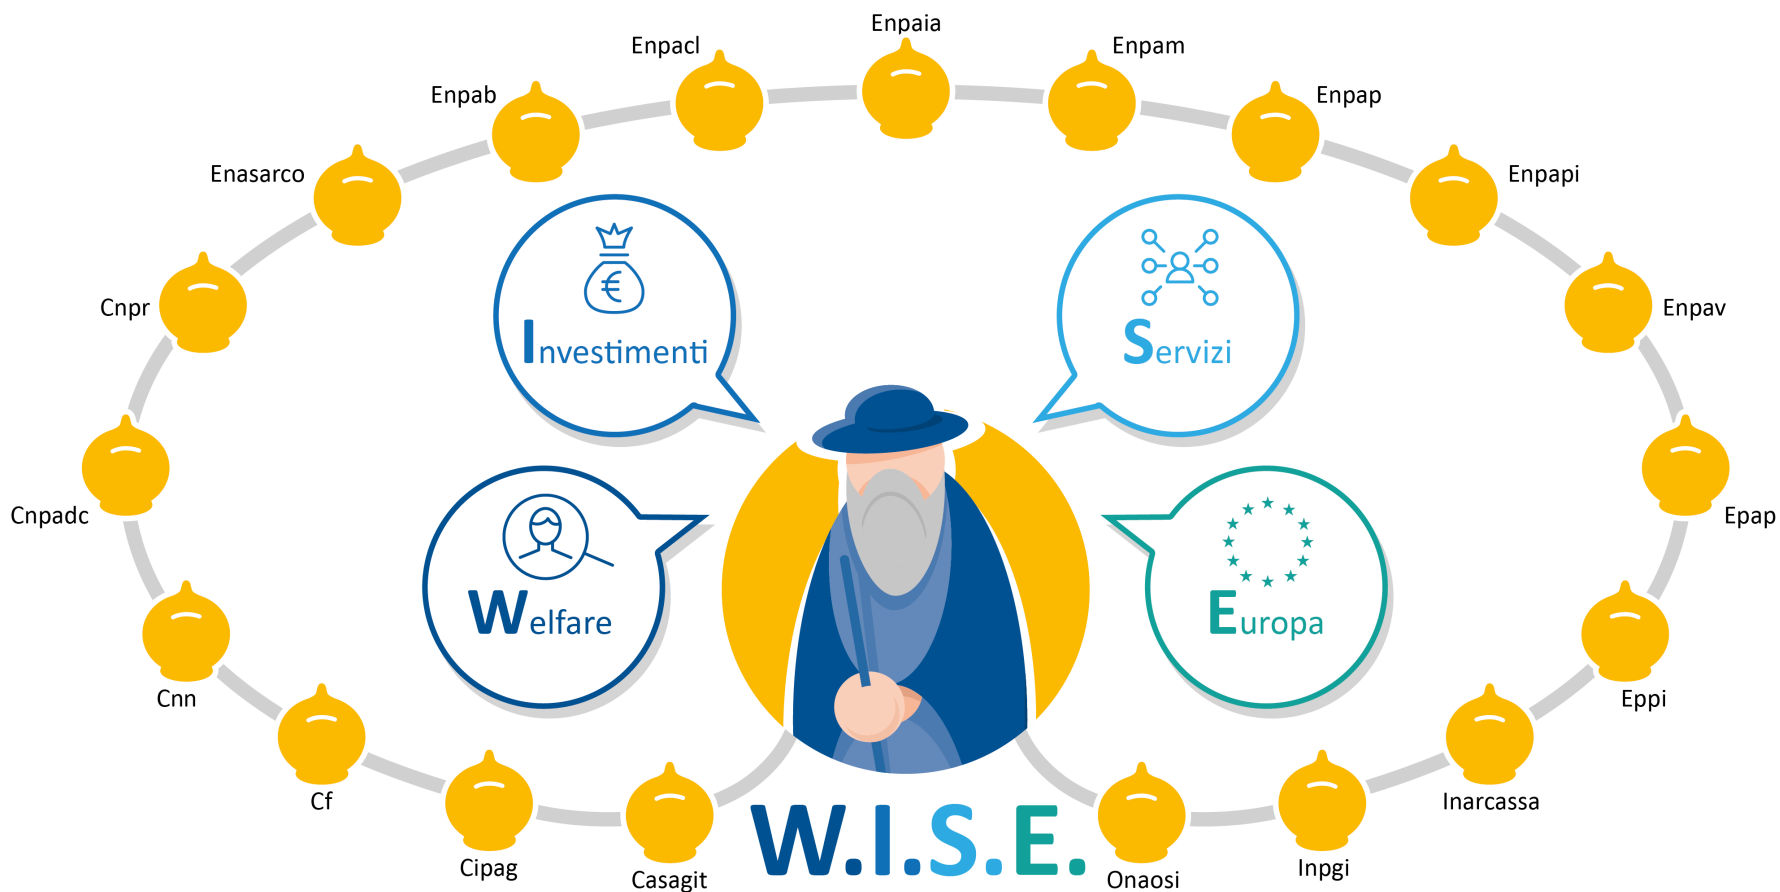 Enpaia
Enpacl
Enpam
Enpab
Enpap
Enasarco
Enpapi
Cnpr
Enpav
Investimenti
Servizi
Cnpadc
Epap
Welfare
Europa
Cnn
Eppi
Cf
Inarcassa
Cipag
Casagit
W.I.S.E.
Onaosi
Inpgi